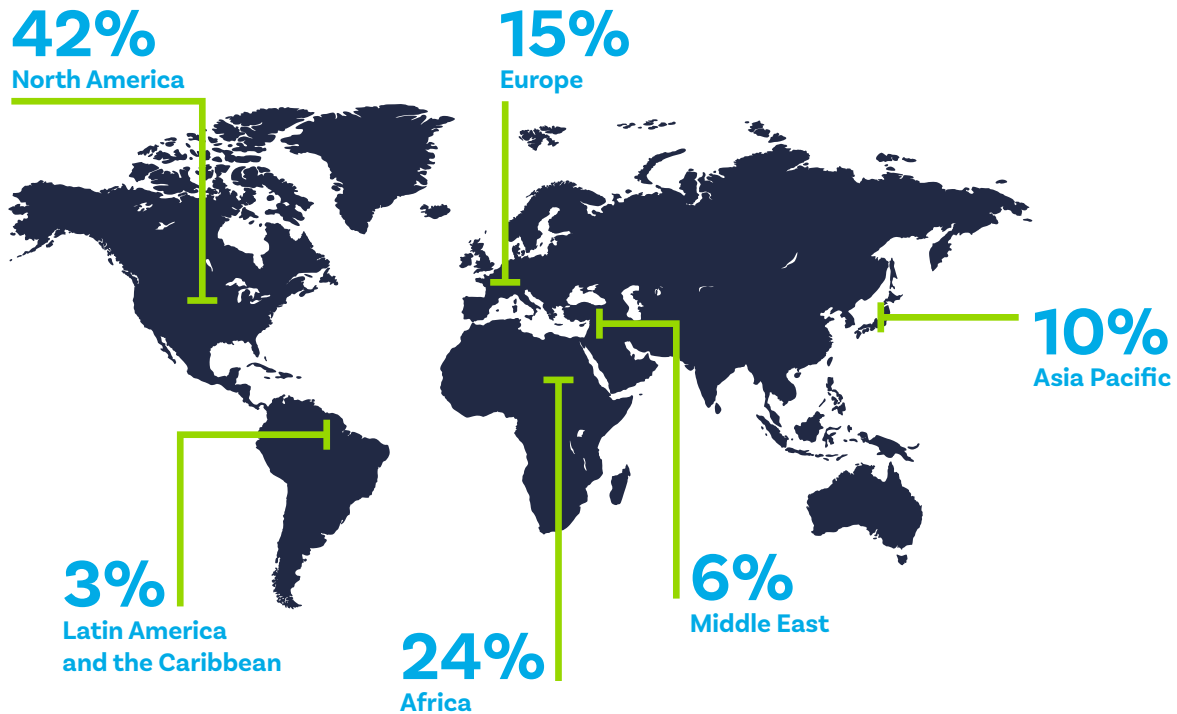 42%
North America
15%
Europe
10%
Asia Pacific
3%
Latin America
and the Caribbean
6%
Middle East
24%
Africa